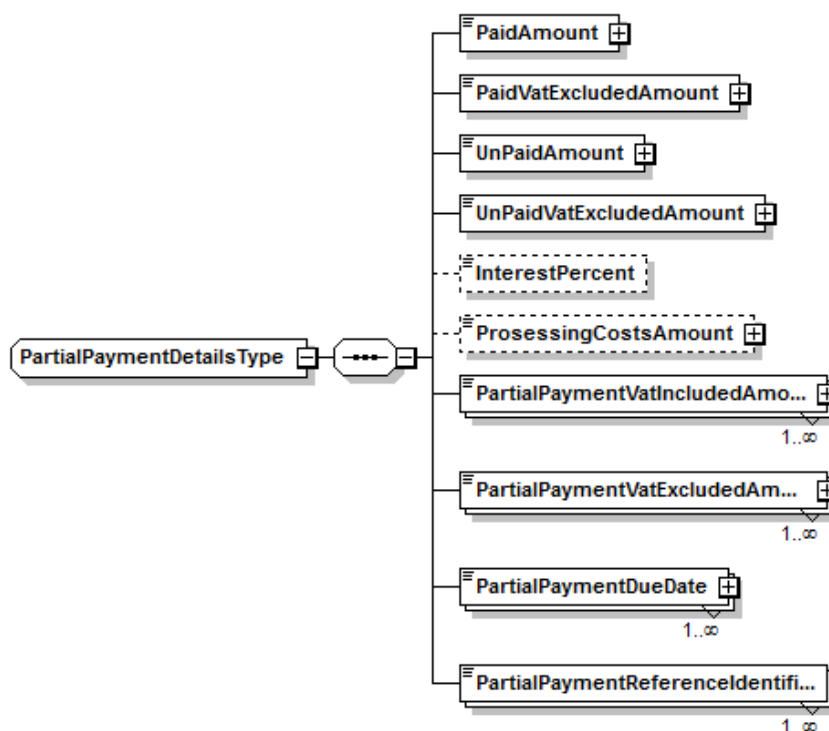 PaidAmount
PaidVatExcludedAmount
UnPaidAmount
UnPaidVatExcludedAmount
InterestPercent
ProsessingCostsAmount
PartialPaymentDetailsType
PartialPaymentVatIncludedAmo...
1..∞
PartialPaymentVatExcludedAm...
1..∞
PartialPaymentDueDate
1..∞
PartialPaymentReferenceIdentifi...
1..∞